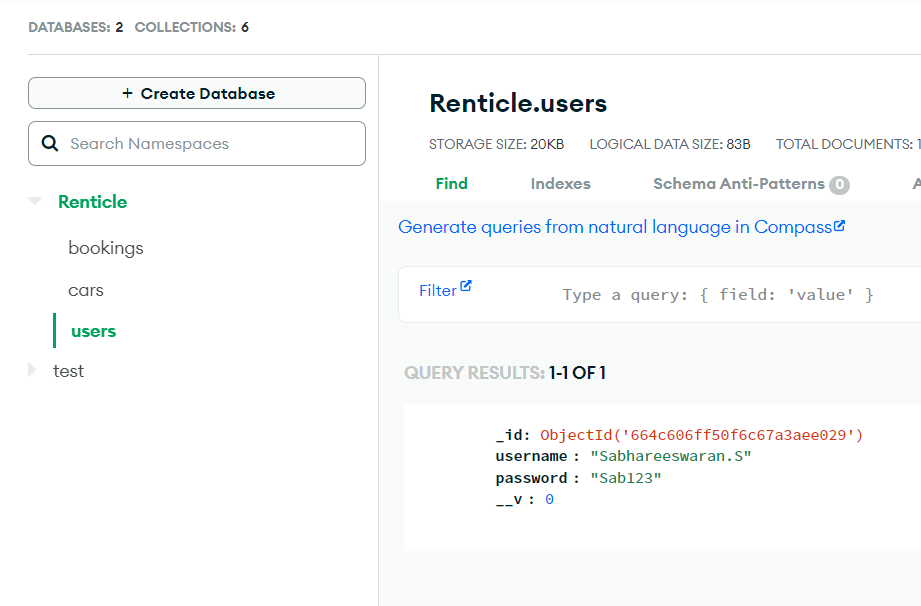 DATABASES: 2 COLLECTIONS: 6
+ Create Database
Search Namespaces
Renticle
bookings
cars
users
test
Renticle.users
STORAGE SIZE: 20KB LOGICAL DATA SIZE: 83B TOTAL DOCUMENTS: 1
Find Indexes Schema Anti-Patterns 0 A
Generate queries from natural language in Compass
Filter Type a query: { field: 'value' }
QUERY RESULTS: 1-1 OF 1
_id: ObjectId('664c606ff50f6c67a3aee029')
username : "Sabhareeswaran.S"
password : "Sab123"
__v : 0